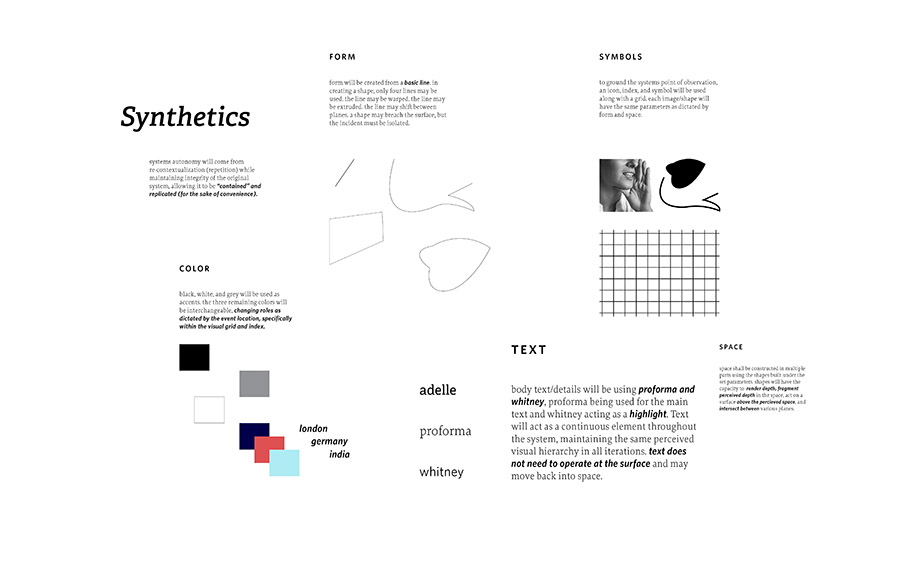 Synthetics
systems autonomy will come from
re-contextualization (repetition) while
maintaining integrity of the original
system, allowing it to be “contained” and
replicated (for the sake of convenience).
FORM
form will be created from a basic line. in
creating a shape, only four lines may be
used. the line may be warped. the line may
be extruded. the line may shift between
planes. a shape may breach the surface, but
the incident must be isolated.
SYMBOLS
to ground the systems point of observation,
an icon, index, and symbol will be used
along with a grid. each image/shape will
have the same parameters as dictated by
form and space.
COLOR
black, white, and grey will be used as
accents. the three remaining colors will
be interchangeable, changing roles as
dictated by the event location, specifically
within the visual grid and index.
london
germany
india
adelle
proforma
whitney
TEXT
body text/details will be using proforma and
whitney, proforma being used for the main
text and whitney acting as a highlight. Text
will act as a continuous element throughout
the system, maintaining the same perceived
visual hierarchy in all iterations. text does
not need to operate at the surface and may
move back into space.
SPACE
space shall be constructed in multiple
parts using the shapes built under the
set parameters. shapes will have the
capacity to render depth, fragment
perceived depth in the space, act on a
surface above the percieved space, and
intersect between various planes.